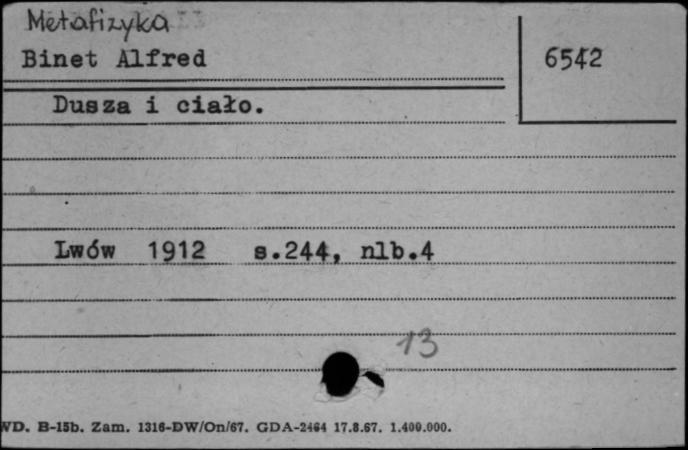 Metafizyka
Binet Alfred
6542
Dusza i ciało.
Lwów 1912 s.244, nlb.4
13
WD. B-15b. Zam. 1316-DW/On/67. GDA-2464 17.8.67. 1.400.000.